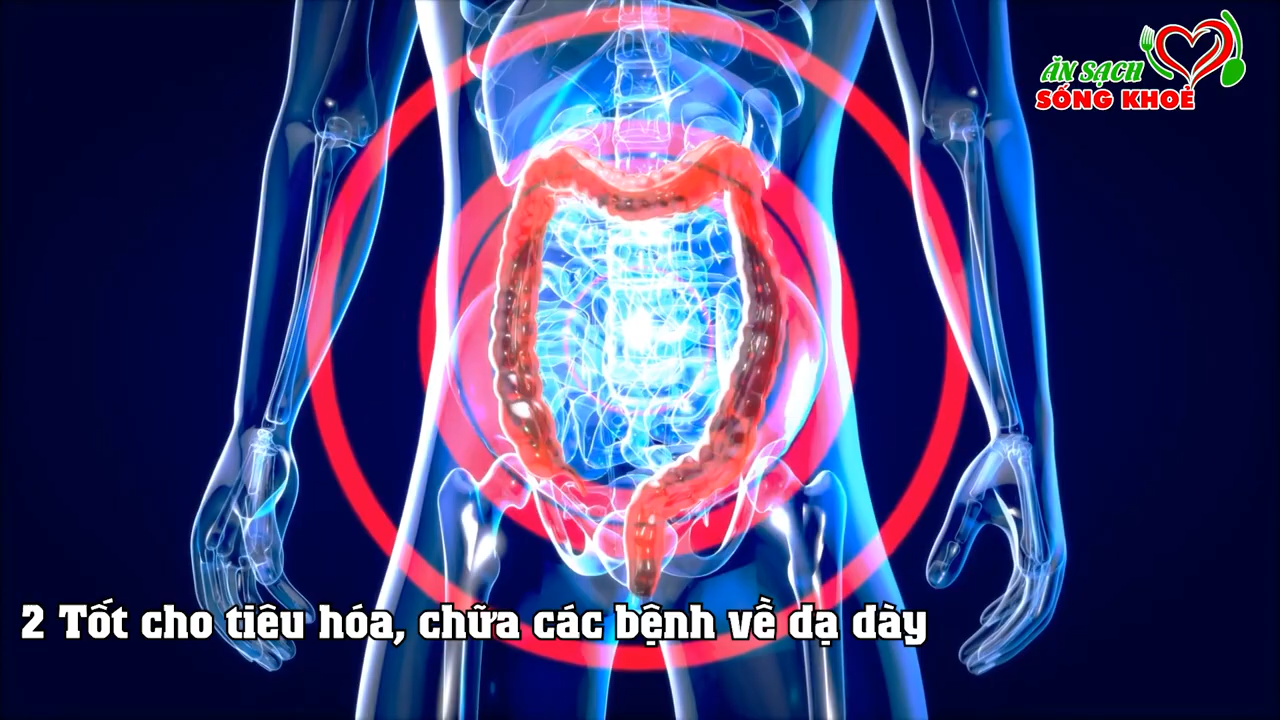 ĂN SẠCH
SỐNG KHOẺ
2 Tốt cho tiêu hóa, chữa các bệnh về dạ dày